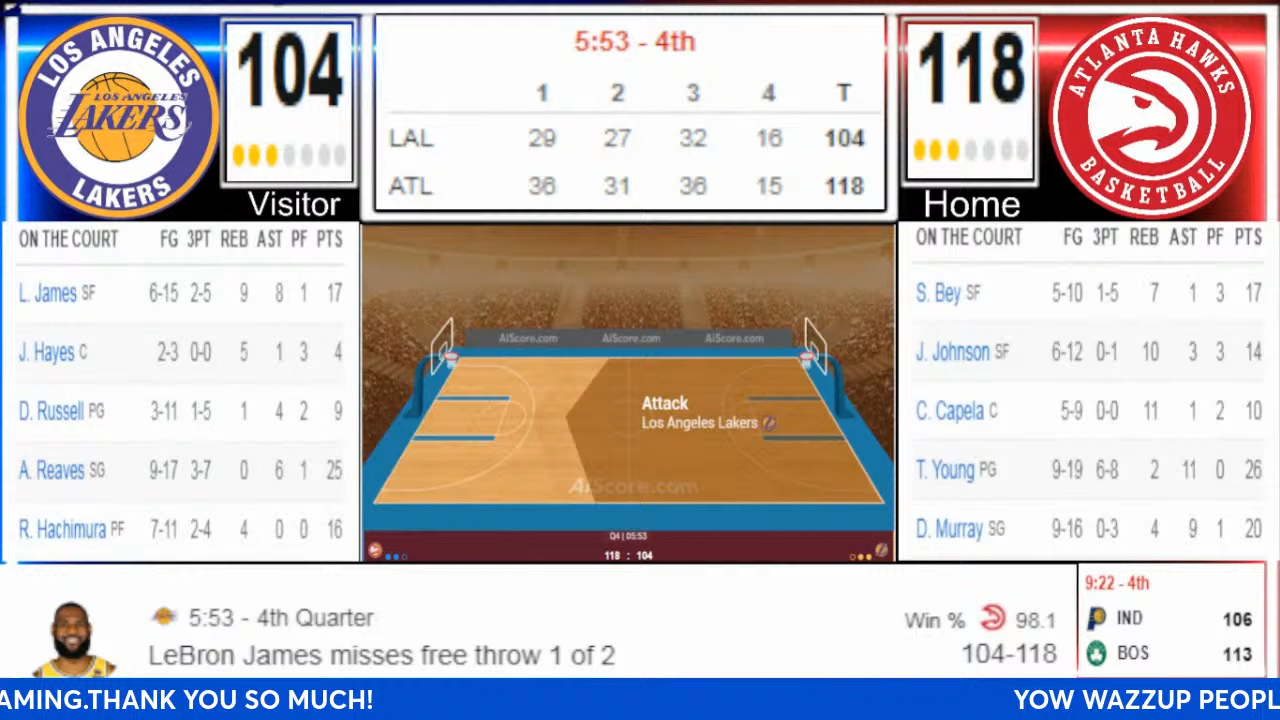 LOS ANGELES
LOS ANGELES
LAKERS
LAKERS
104
Visitor
5:53 - 4th
1 2 3 4 T
LAL 29 27 32 16 104
ATL 36 31 36 15 118
118
Home
ATLANTA HAWKS
BASKETBALL
ON THE COURT FG 3PT REB AST PF PTS
L. James SF 6-15 2-5 9 8 1 17
J. Hayes C 2-3 0-0 5 1 3 4
D. Russell PG 3-11 1-5 1 4 2 9
A. Reaves SG 9-17 3-7 0 6 1 25
R. Hachimura PF 7-11 2-4 4 0 0 16
AiScore.com AiScore.com AiScore.com
Attack
Los Angeles Lakers
AiScore.com
Q4 | 05:53
118 : 104
ON THE COURT FG 3PT REB AST PF PTS
S. Bey SF 5-10 1-5 7 1 3 17
J. Johnson SF 6-12 0-1 10 3 3 14
C. Capela C 5-9 0-0 11 1 2 10
T. Young PG 9-19 6-8 2 11 0 26
D. Murray SG 9-16 0-3 4 9 1 20
5:53 - 4th Quarter
LeBron James misses free throw 1 of 2
Win % 98.1
104-118
9:22 - 4th
IND 106
BOS 113
AMING.THANK YOU SO MUCH! YOW WAZZUP PEOPL